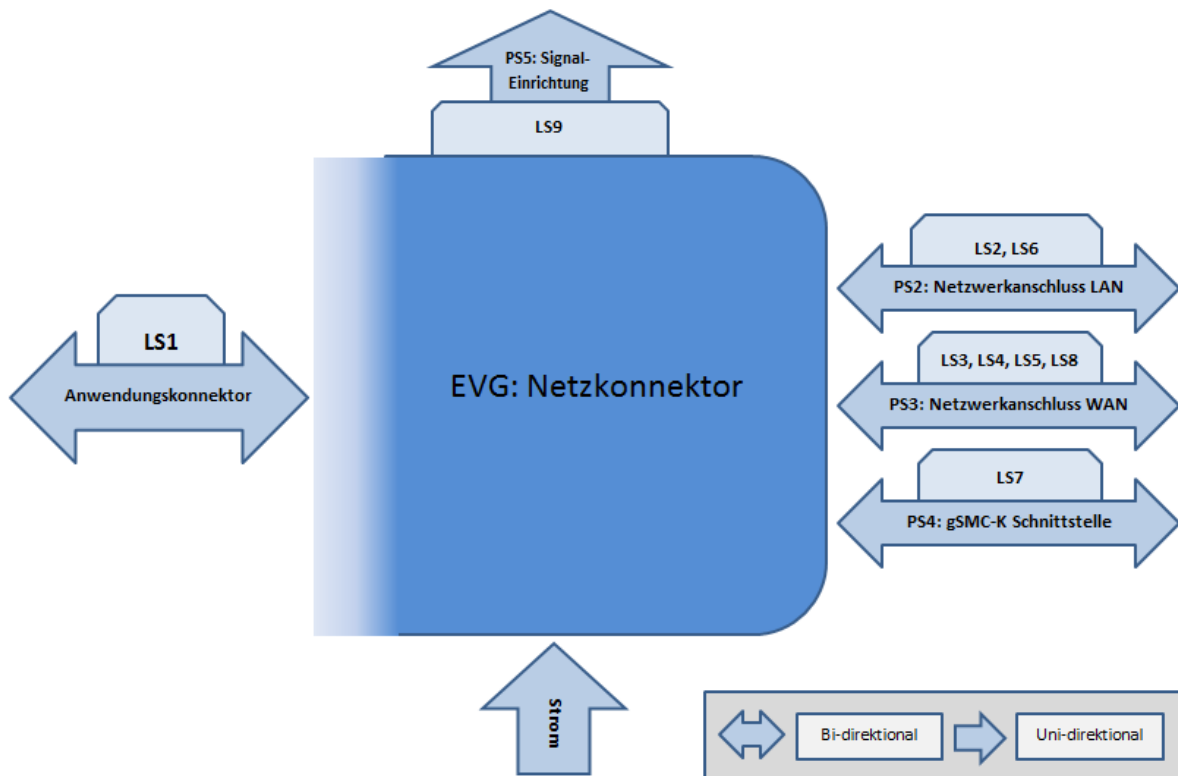 PS5: Signal-
Einrichtung
LS9
LS2, LS6
PS2: Netzwerkanschluss LAN
LS1
Anwendungskonnektor
EVG: Netzkonnektor
LS3, LS4, LS5, LS8
PS3: Netzwerkanschluss WAN
LS7
PS4: gSMC-K Schnittstelle
Strom
Bi-direktional
Uni-direktional